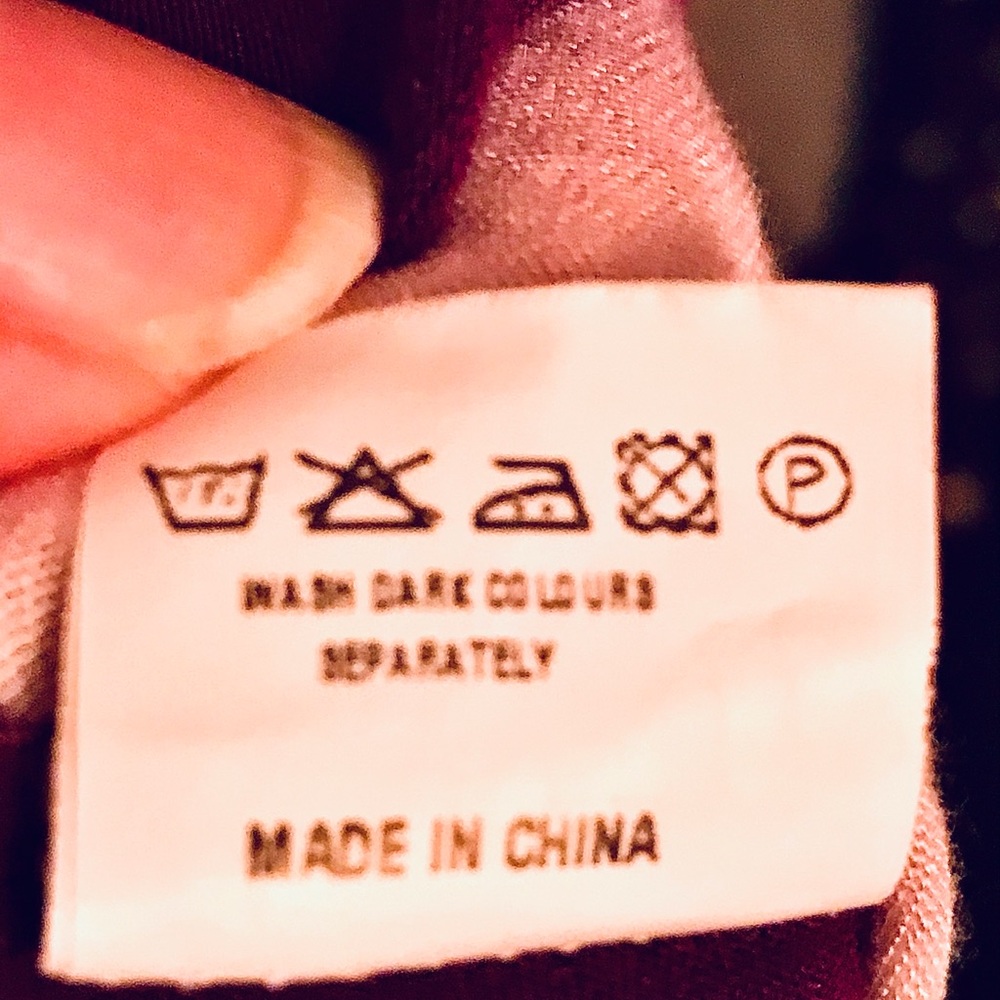 P
WASH DARK COLOURS
SEPARATELY
MADE IN CHINA